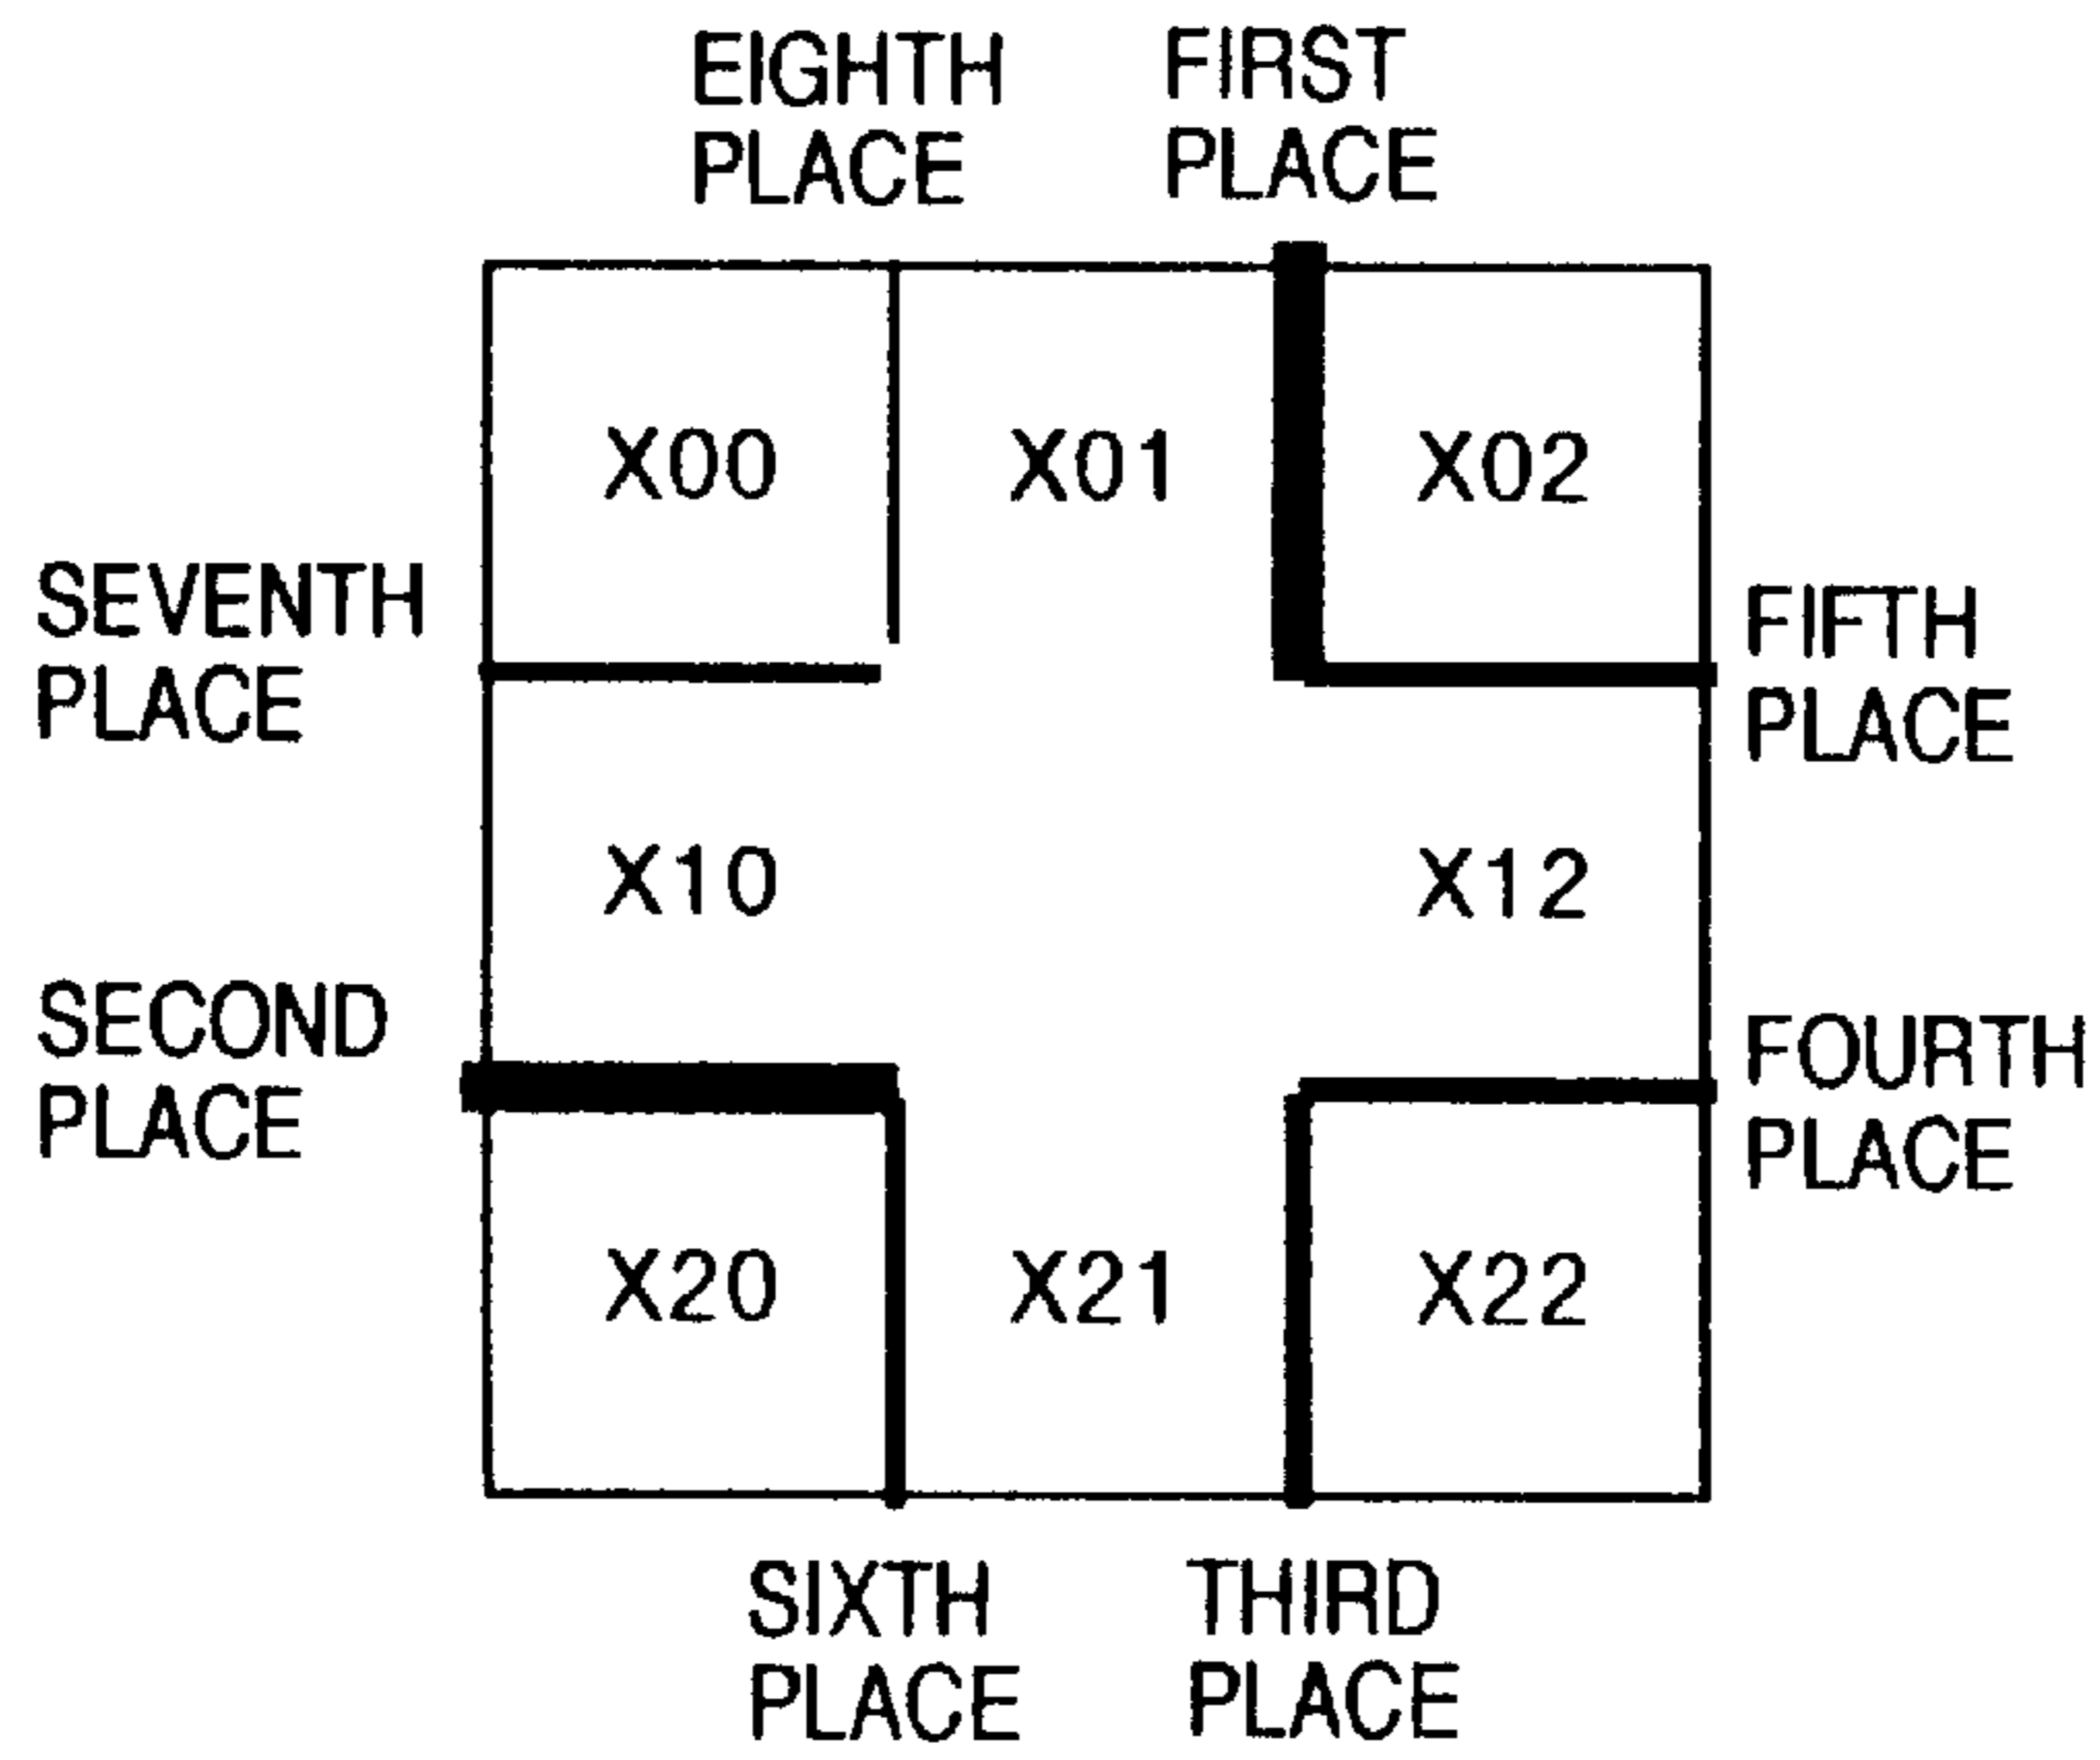 EIGHTH
PLACE
FIRST
PLACE
X00
X01
X02
SEVENTH
PLACE
FIFTH
PLACE
X10
X12
SECOND
PLACE
FOURTH
PLACE
X20
X21
X22
SIXTH
PLACE
THIRD
PLACE